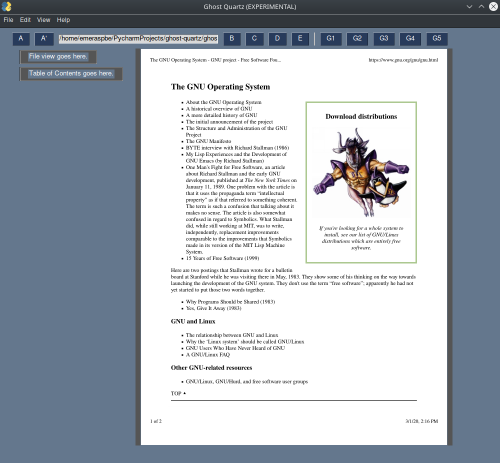 Ghost Quartz (EXPERIMENTAL)
File Edit View Help
A A' /home/emeraspbe/PycharmProjects/ghost-quartz/ghos B C D E G1 G2 G3 G4 G5
File view goes here.
Table of Contents goes here.
The GNU Operating System - GNU project - Free Software Foo... https://www.gnu.org/gnu/gnu.html
The GNU Operating System
• About the GNU Operating System
• A historical overview of GNU
• A more detailed history of GNU
• The initial announcement of the project
• The Structure and Administration of the GNU
Project
• The GNU Manifesto
• BYTE interview with Richard Stallman (1986)
• My Lisp Experiences and the Development of
GNU Emacs (by Richard Stallman)
• One Man's Fight for Free Software, an article
about Richard Stallman and the early GNU
development, published at The New York Times on
January 11, 1989. One problem with the article is
that it uses the propaganda term "intellectual
property" as if that referred to something coherent.
The term is such a confusion that talking about it
makes no sense. The article is also somewhat
confused in regard to Symbolics. What Stallman
did, while still working at MIT, was to write,
independently, replacement improvements
comparable to the improvements that Symbolics
made in its version of the MIT Lisp Machine
System.
• 15 Years of Free Software (1999)
Download distributions
If you're looking for a whole system to
install, see our list of GNU/Linux
distributions which are entirely free
software.
Here are two postings that Stallman wrote for a bulletin
board at Stanford while he was visiting there in May, 1983. They show some of his thinking on the way towards
launching the development of the GNU system. They don't use the term "free software"; apparently he had not
yet started to put those two words together.
• Why Programs Should be Shared (1983)
• Yes, Give It Away (1983)
GNU and Linux
• The relationship between GNU and Linux
• Why the 'Linux system' should be called GNU/Linux
• GNU Users Who Have Never Heard of GNU
• A GNU/Linux FAQ
Other GNU-related resources
• GNU/Linux, GNU/Hurd, and free software user groups
TOP
1 of 2 3/1/20, 2:16 PM